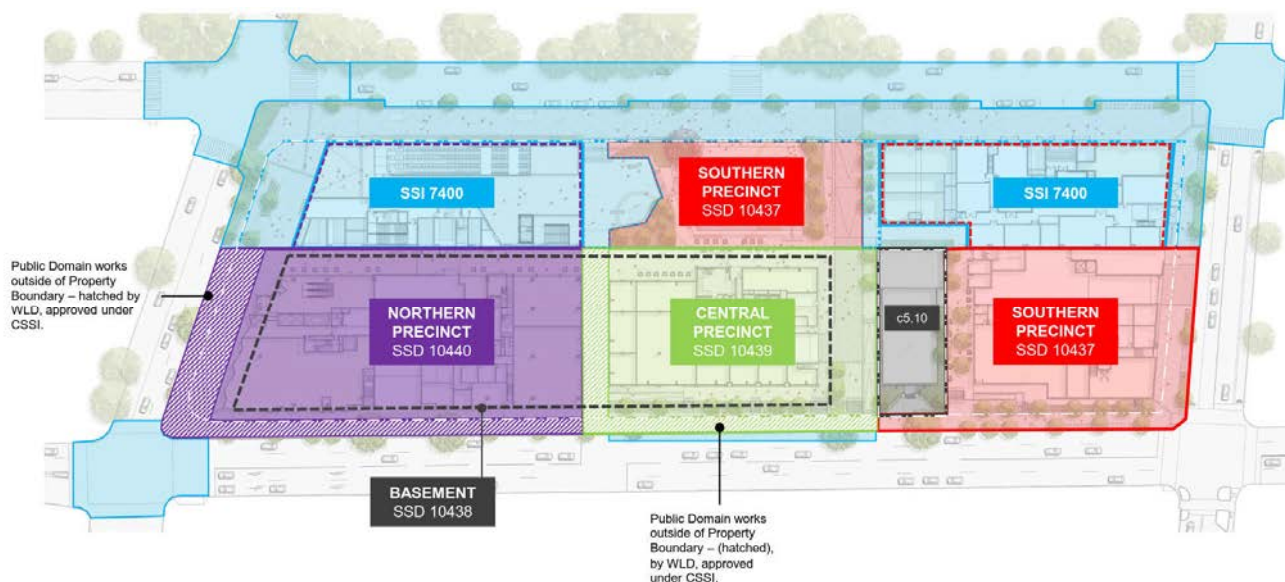 SSI 7400
SOUTHERN
PRECINCT
SSD 10437
SSI 7400
Public Domain works
outside of Property
Boundary – hatched by
WLD, approved under
CSSI.
NORTHERN
PRECINCT
SSD 10440
CENTRAL
PRECINCT
SSD 10439
c5.10
SOUTHERN
PRECINCT
SSD 10437
BASEMENT
SSD 10438
Public Domain works
outside of Property
Boundary – (hatched),
by WLD, approved
under CSSI.